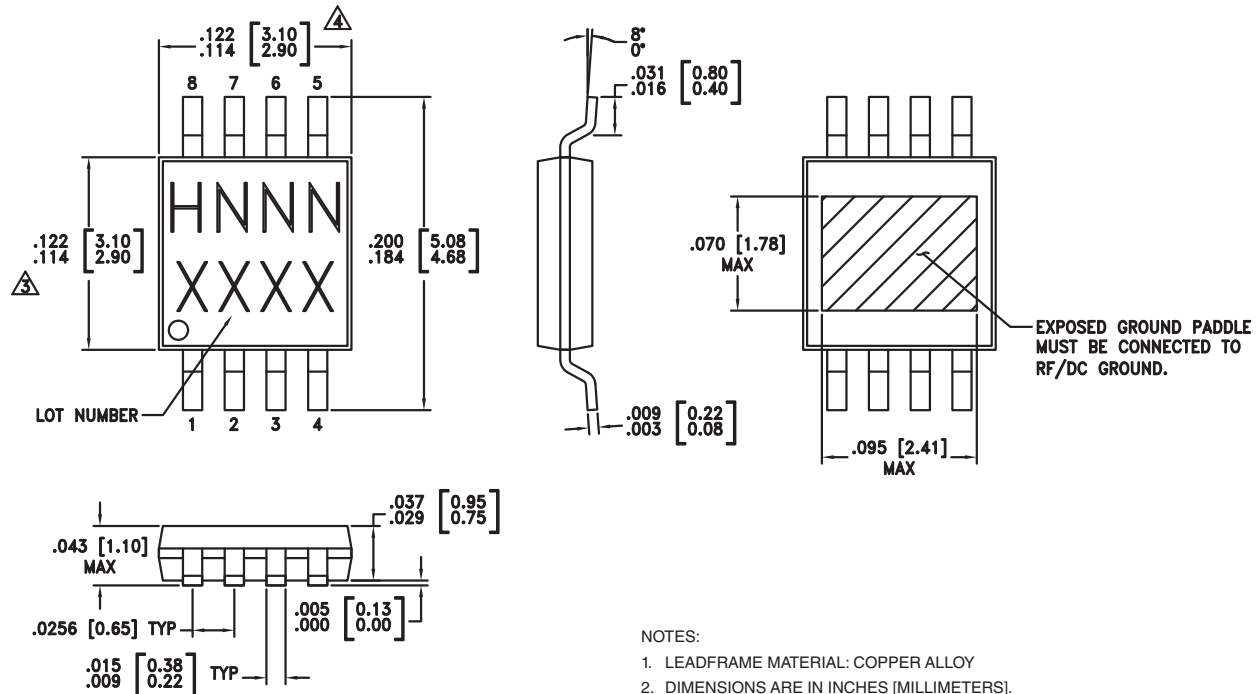 .122 [3.10]
.114 [2.90]
4
8 7 6 5
.122 [3.10]
.114 [2.90]
3
HNNN
XXXX
.200 [5.08]
.184 [4.68]
LOT NUMBER
1 2 3 4
8°
0°
.031 [0.80]
.016 [0.40]
.009 [0.22]
.003 [0.08]
.070 [1.78]
MAX
EXPOSED GROUND PADDLE
MUST BE CONNECTED TO
RF/DC GROUND.
.095 [2.41]
MAX
.037 [0.95]
.029 [0.75]
.043 [1.10]
MAX
.005 [0.13]
.000 [0.00]
.0256 [0.65] TYP
.015 [0.38] TYP
.009 [0.22]
NOTES:
1. LEADFRAME MATERIAL: COPPER ALLOY
2. DIMENSIONS ARE IN INCHES [MILLIMETERS].